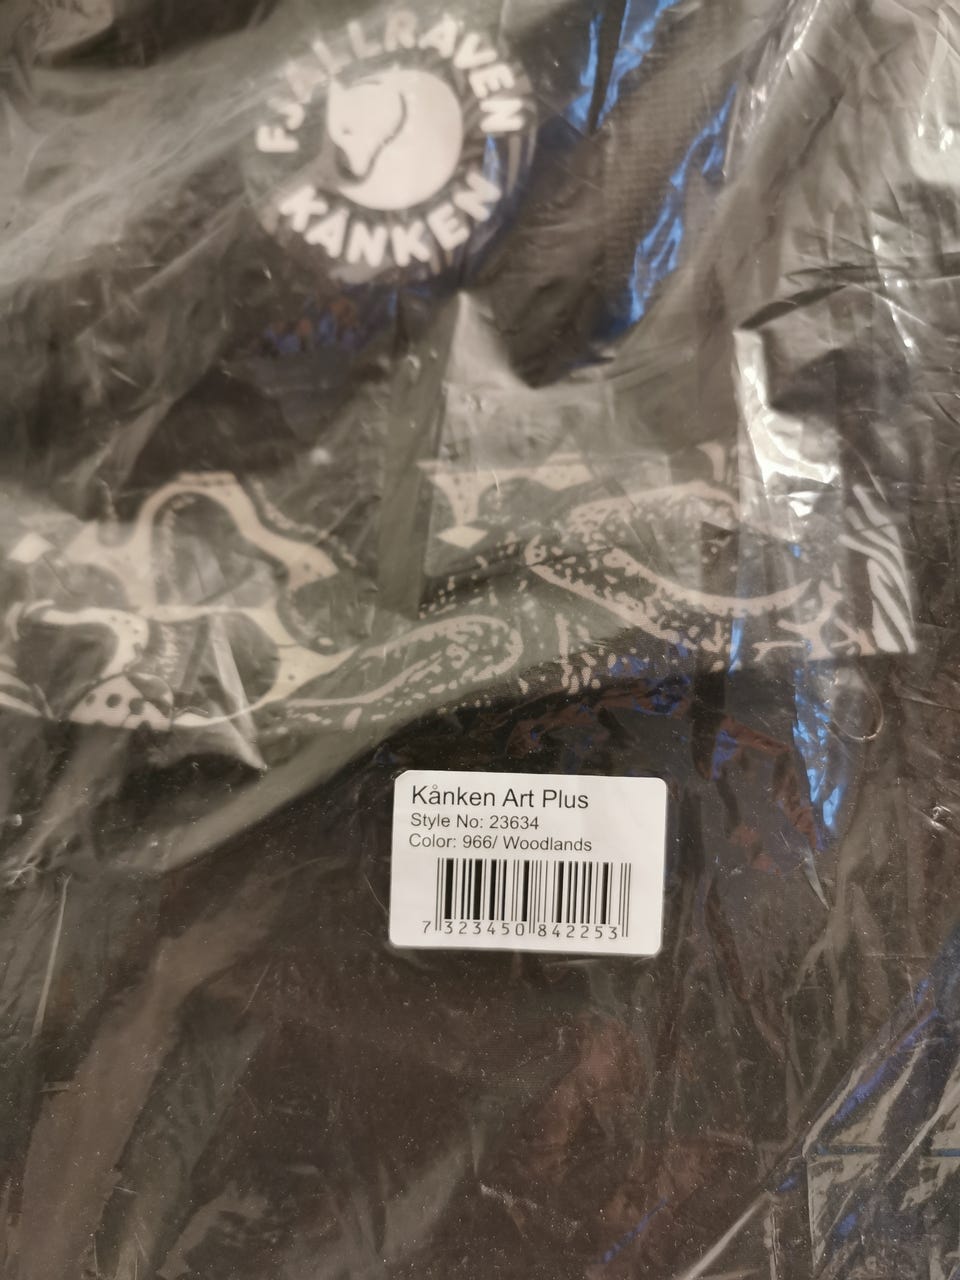 FJÄLLRÄVEN
KÅNKEN
Kånken Art Plus
Style No: 23634
Color: 966/ Woodlands
7 323450 842253